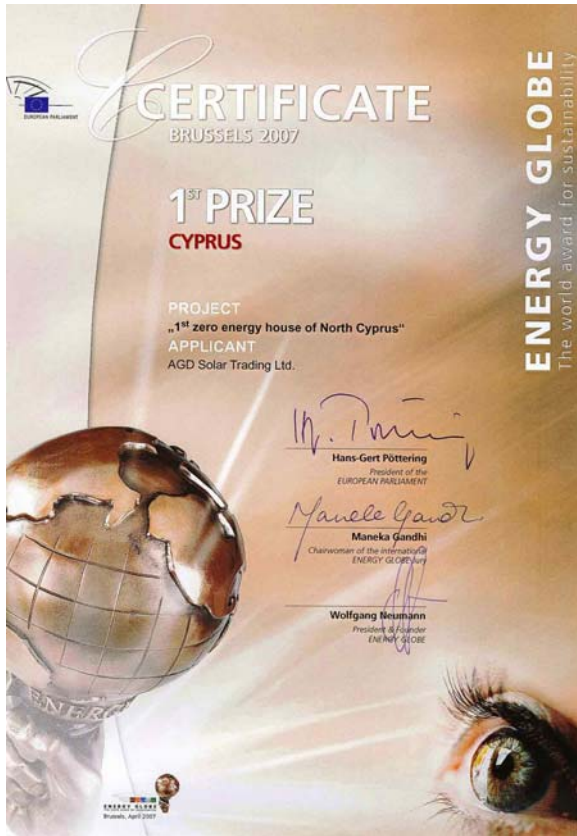 EUROPEAN PARLIAMENT
CERTIFICATE
BRUSSELS 2007
1ST PRIZE
CYPRUS
PROJECT
„1st zero energy house of North Cyprus“
APPLICANT
AGD Solar Trading Ltd.
Hans-Gert Pöttering
President of the
EUROPEAN PARLIAMENT
Maneka Gandhi
Chairwoman of the international
ENERGY GLOBE Jury
Wolfgang Neumann
President & Founder
ENERGY GLOBE
ENERGY GLOBE
The world award for sustainability
ENERG
ENERGY GLOBE
Brussels, April 2007